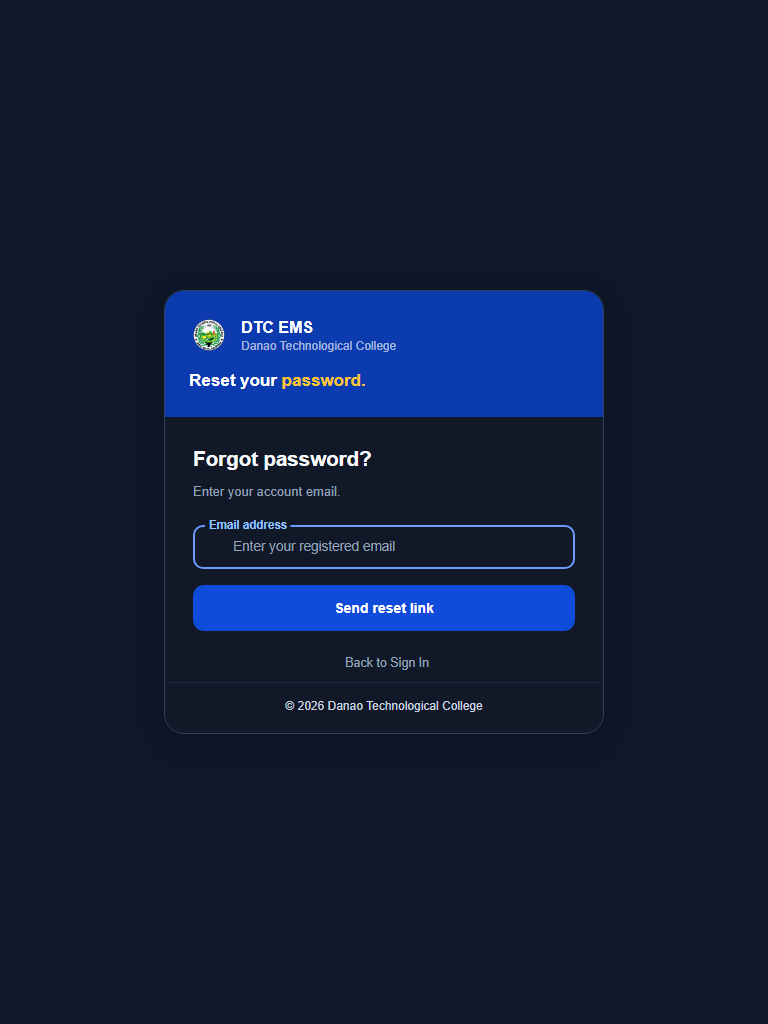 DTC EMS
Danao Technological College
Reset your password.
Forgot password?
Enter your account email.
Email address
Enter your registered email
Send reset link
Back to Sign In
© 2026 Danao Technological College